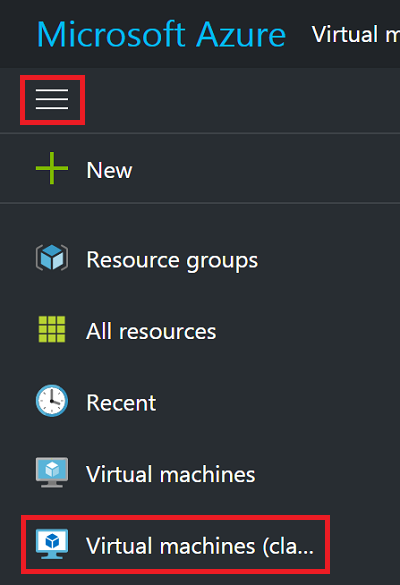 Microsoft Azure Virtual m
New
Resource groups
All resources
Recent
Virtual machines
Virtual machines (cla...